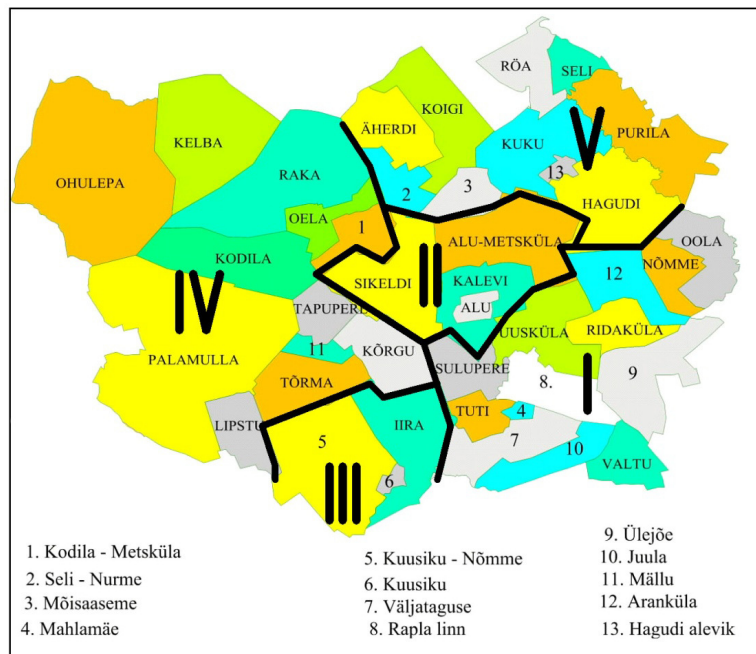 RÖA
SELI
KOIGI
ÄHERDI
PURILA
KELBA
KUKU
V
OHULEPA
RAKA
13
2
3
HAGUDI
OELA
1
ALU-METSKÜLA
OOLA
KODILA
II
NÕMME
SIKELDI
KALEVI
12
IV
TAPUPERE
ALU
UUSKÜLA
RIDAKÜLA
11
KÕRGU
PALAMULLA
SULUPERE
9
TÕRMA
8.
I
LIPSTU
IIRA
TUTI
4
5
7
10
VALTU
III
6
1. Kodila - Metsküla
2. Seli - Nurme
3. Mõisaaseme
4. Mahlamäe
5. Kuusiku - Nõmme
6. Kuusiku
7. Väljataguse
8. Rapla linn
9. Ülejõe
10. Juula
11. Mällu
12. Aranküla
13. Hagudi alevik